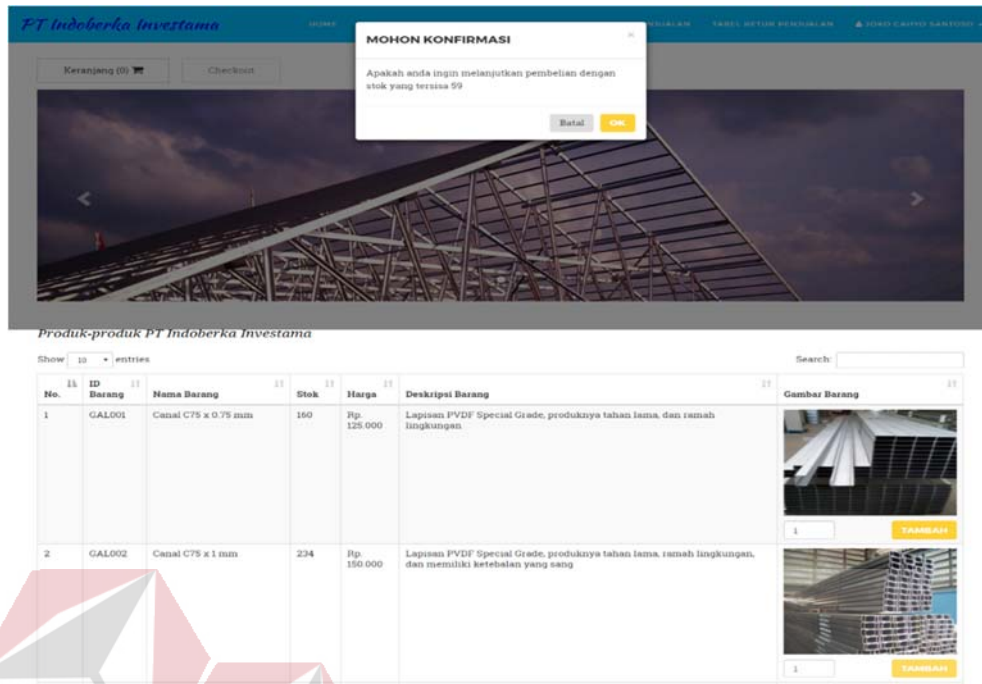 PT Indoberka Investama
HOME
TABEL RETUR PENJUALAN
JOKO CAHYO SANTOSO
MOHON KONFIRMASI
×
Apakah anda ingin melanjutkan pembelian dengan
stok yang tersisa 59
Batal
OK
Keranjang (0)
Checkout
Produk-produk PT Indoberka Investama
Show 10 entries
Search:
No.
ID Barang
Nama Barang
Stok
Harga
Deskripsi Barang
Gambar Barang
1
GAL001
Canal C75 x 0.75 mm
160
Rp. 125.000
Lapisan PVDF Special Grade, produknya tahan lama, dan ramah
lingkungan.
1
TAMBAH
2
GAL002
Canal C75 x 1 mm
234
Rp. 150.000
Lapisan PVDF Special Grade, produknya tahan lama, ramah lingkungan,
dan memiliki ketebalan yang sang
1
TAMBAH